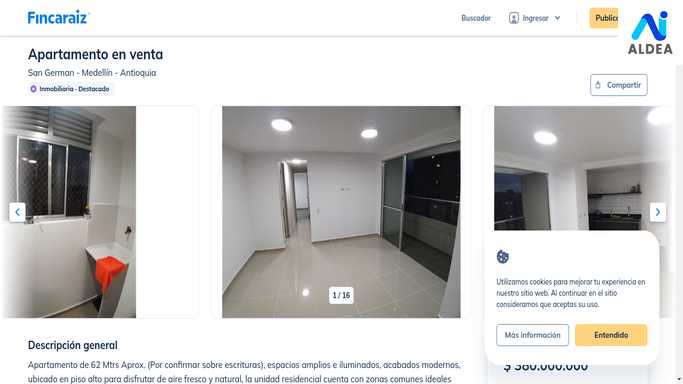 Fincaraiz
Buscador
Ingresar
Publica
ALDEA
Apartamento en venta
San German - Medellín - Antioquia
Inmobiliaria · Destacado
Compartir
1 / 16
Utilizamos cookies para mejorar tu experiencia en
nuestro sitio web. Al continuar en el sitio
consideramos que aceptas su uso.
Más información
Entendido
$ 380.000.000
Descripción general
Apartamento de 62 Mtrs Aprox. (Por confirmar sobre escrituras), espacios amplios e iluminados, acabados modernos,
ubicado en piso alto para disfrutar de aire fresco y natural, la unidad residencial cuenta con zonas comunes ideales